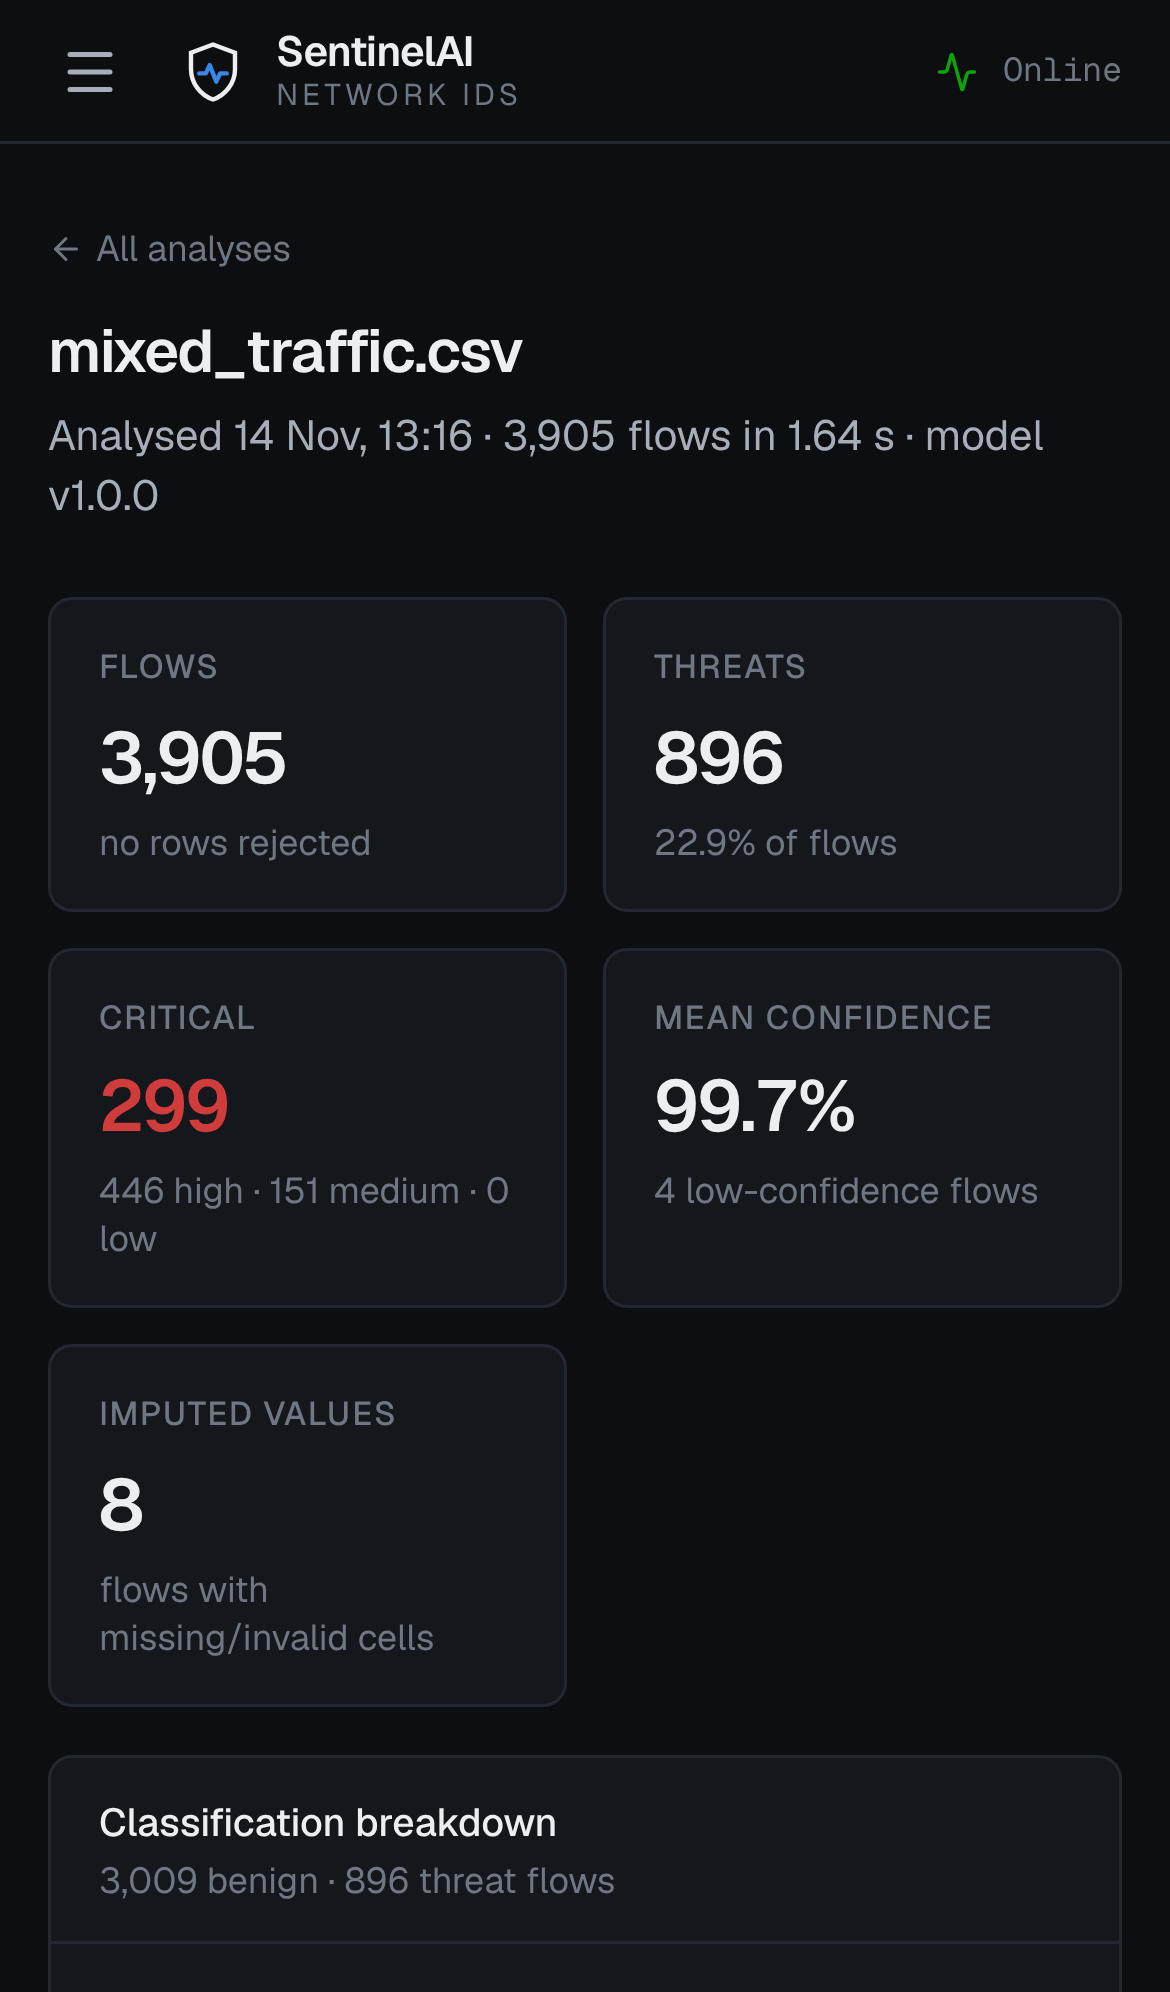 SentinelAI
NETWORK IDS
Online
← All analyses
mixed_traffic.csv
Analysed 14 Nov, 13:16 · 3,905 flows in 1.64 s · model
v1.0.0
FLOWS
3,905
no rows rejected
THREATS
896
22.9% of flows
CRITICAL
299
446 high · 151 medium · 0
low
MEAN CONFIDENCE
99.7%
4 low-confidence flows
IMPUTED VALUES
8
flows with
missing/invalid cells
Classification breakdown
3,009 benign · 896 threat flows